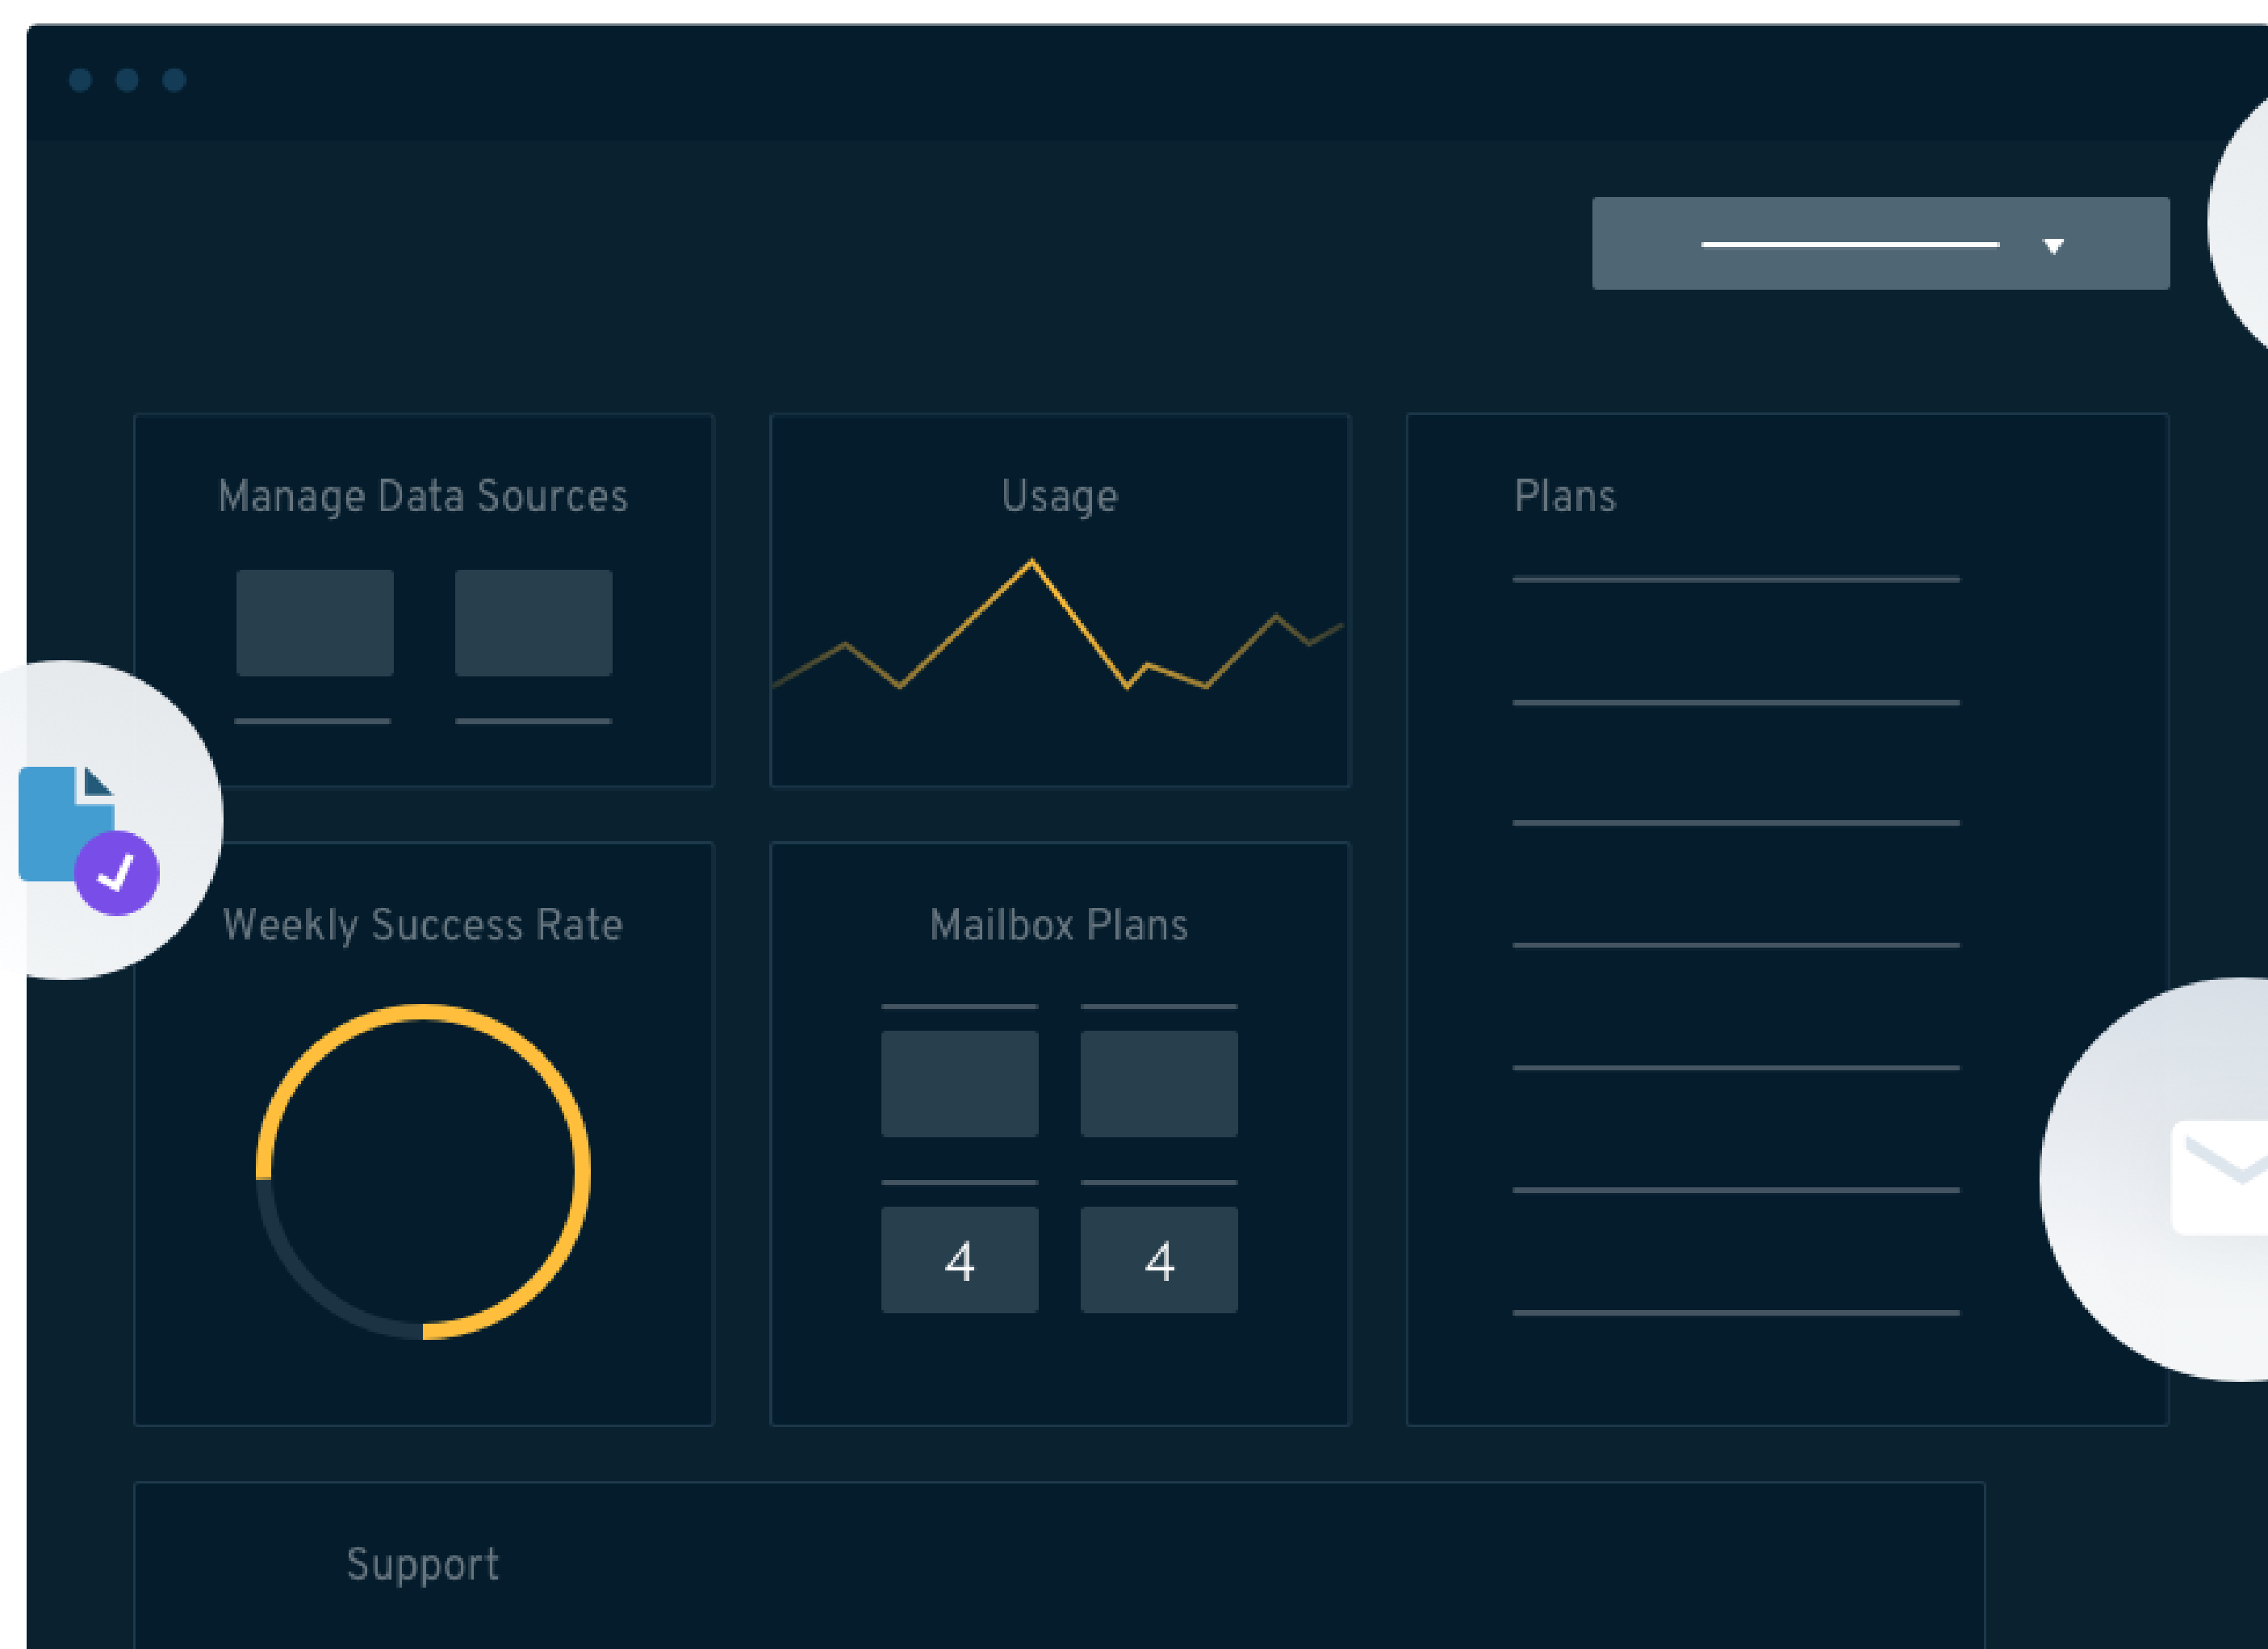 Manage Data Sources
Usage
Plans
Weekly Success Rate
Mailbox Plans
4
4
Support